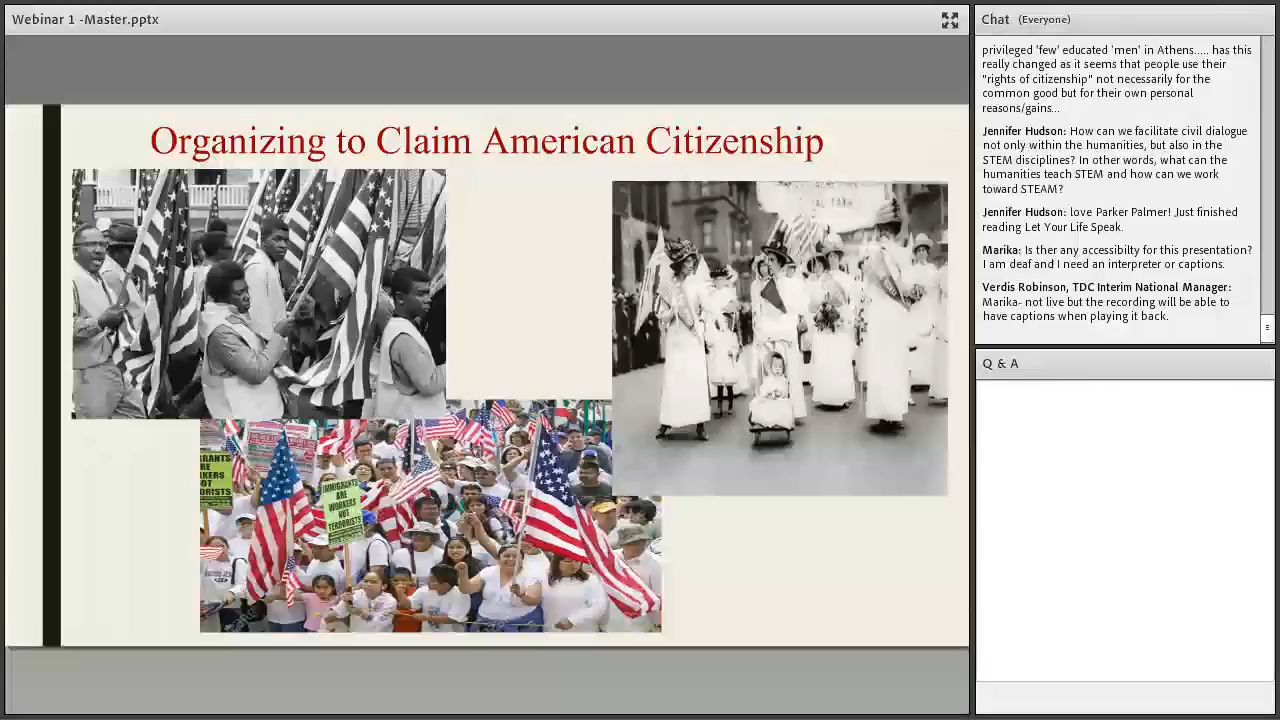 Webinar 1 -Master.pptx
Organizing to Claim American Citizenship
IMMIGRANTS
ARE
WORKERS
NOT
TERRORISTS
Chat (Everyone)
privileged 'few' educated 'men' in Athens..... has this
really changed as it seems that people use their
"rights of citizenship" not necessarily for the
common good but for their own personal
reasons/gains...
Jennifer Hudson: How can we facilitate civil dialogue
not only within the humanities, but also in the
STEM disciplines? In other words, what can the
humanities teach STEM and how can we work
toward STEAM?
Jennifer Hudson: love Parker Palmer! Just finished
reading Let Your Life Speak.
Marika: Is ther any accessibilty for this presentation?
I am deaf and I need an interpreter or captions.
Verdis Robinson, TDC Interim National Manager:
Marika- not live but the recording will be able to
have captions when playing it back.
Q & A